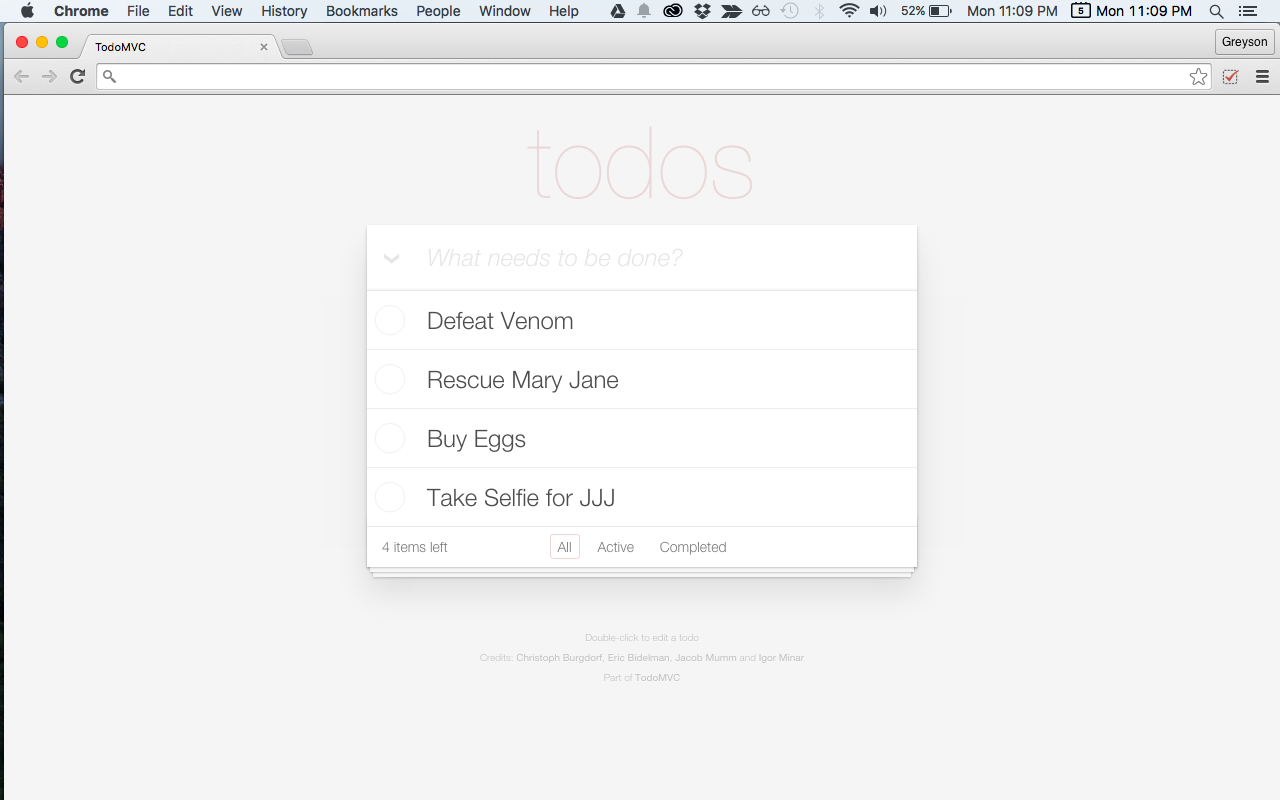 Chrome File Edit View History Bookmarks People Window Help 52% Mon 11:09 PM 5 Mon 11:09 PM
TodoMVC Greyson
todos
What needs to be done?
Defeat Venom
Rescue Mary Jane
Buy Eggs
Take Selfie for JJJ
4 items left All Active Completed
Double-click to edit a todo
Credits: Christoph Burgdorf, Eric Bidelman, Jacob Mumm and Igor Minar
Part of TodoMVC